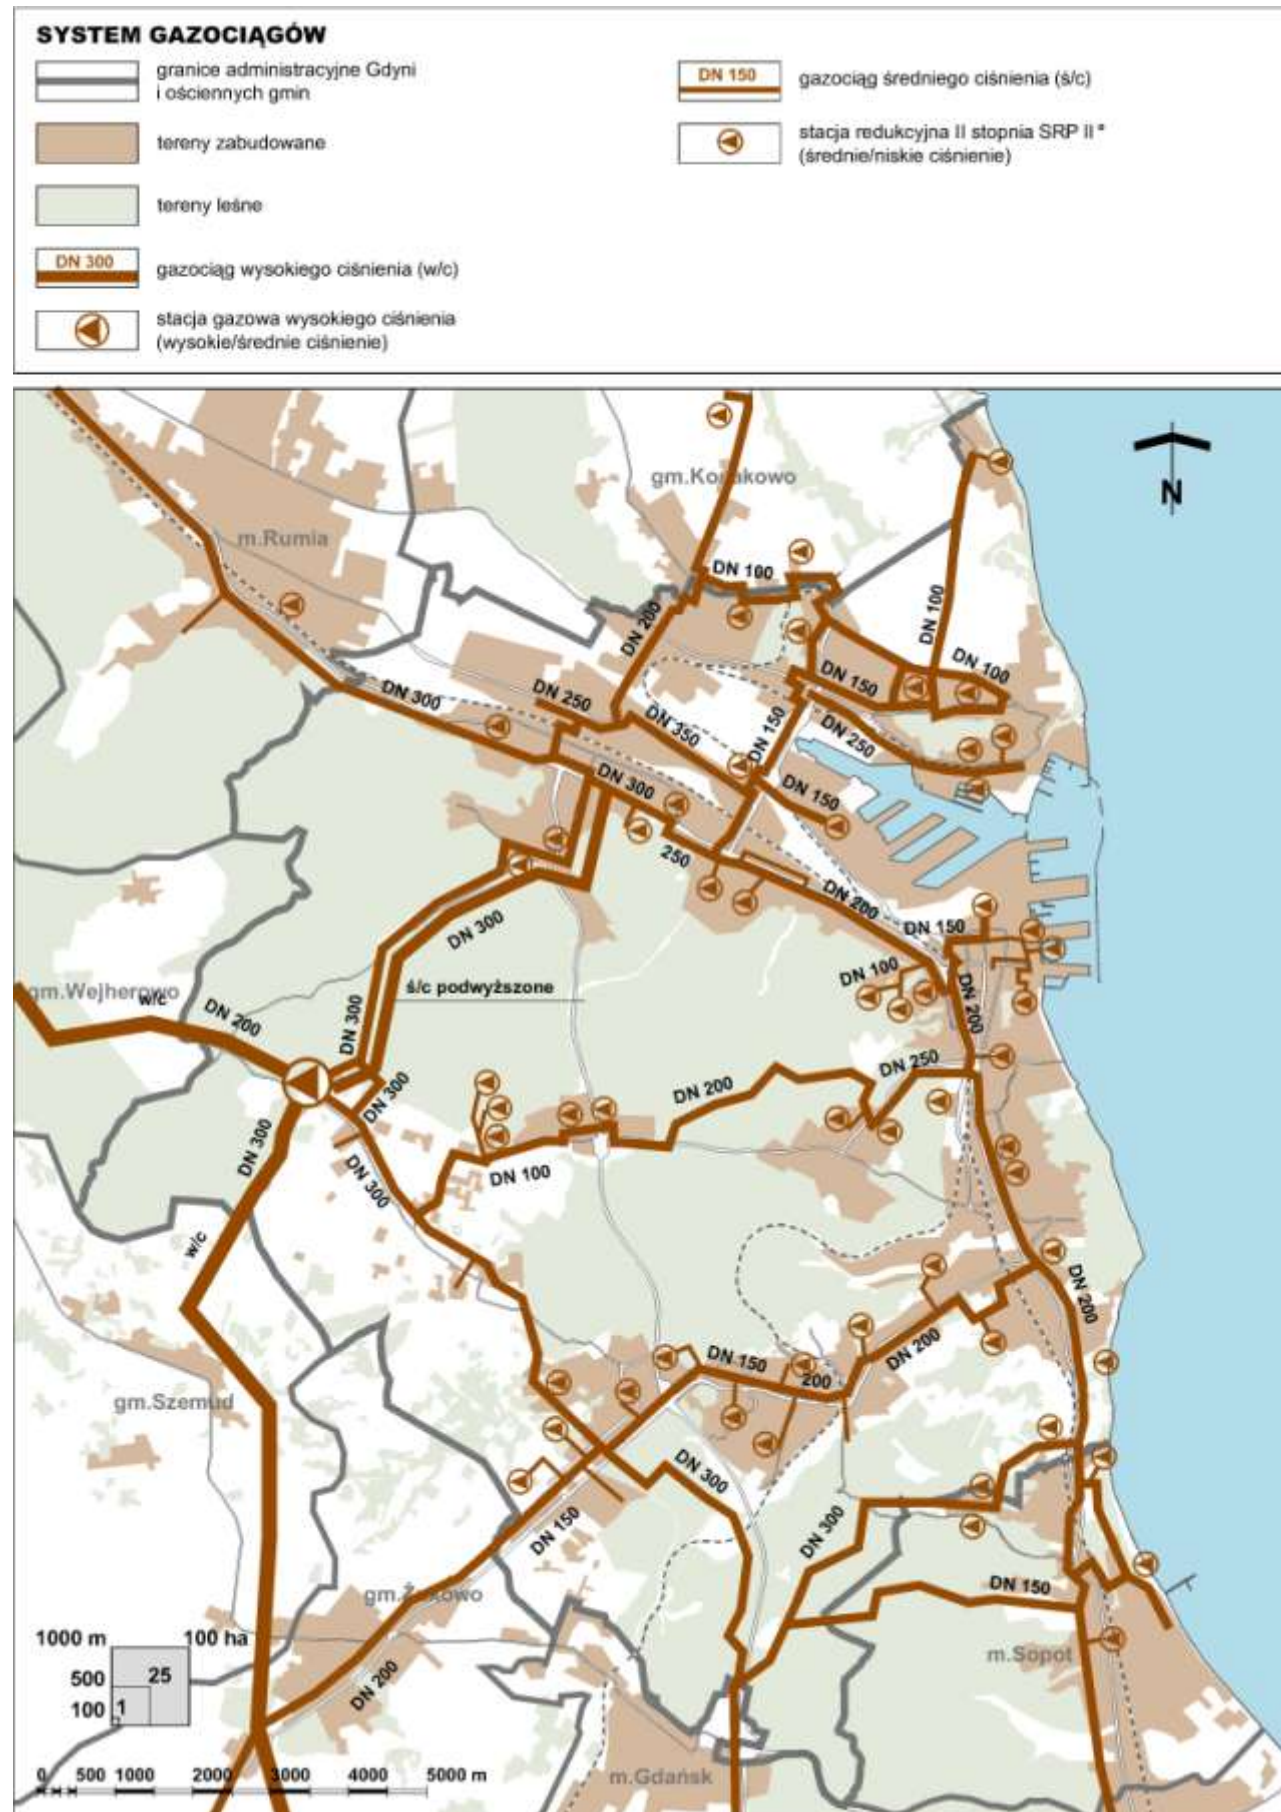 SYSTEM GAZOCIĄGÓW
granice administracyjne Gdyni
i ościennych gmin
tereny zabudowane
tereny leśne
DN 300
gazociąg wysokiego ciśnienia (w/c)
stacja gazowa wysokiego ciśnienia
(wysokie/średnie ciśnienie)
DN 150
gazociąg średniego ciśnienia (ś/c)
stacja redukcyjna II stopnia SRP II °
(średnie/niskie ciśnienie)
gm.Kosakowo
N
m.Rumia
DN 100
DN 200
DN 100
DN 100
DN 300
DN 250
DN 350
DN 150
DN 150
DN 250
DN 300
DN 150
250
DN 200
DN 300
DN 150
DN 100
gm.Wejherowo
w/c
DN 200
ś/c podwyższone
DN 300
DN 200
DN 250
DN 300
DN 200
DN 300
DN 300
DN 100
w/c
DN 200
DN 150
200
DN 200
gm.Szemud
DN 300
DN 150
DN 300
DN 150
gm.Żukowo
m.Sopot
DN 200
1000 m
100 ha
500
25
100
1
m.Gdańsk
0 500 1000 2000 3000 4000 5000 m